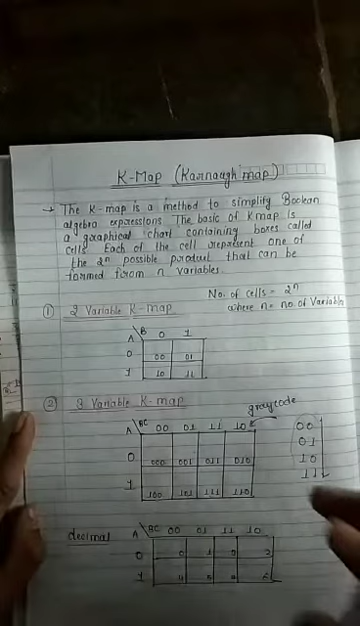 K-Map (Karnaugh map)
→ The K-map is a method to simplify Boolean
algebra expressions. The basic of K map is
a graphical chart containing boxes called
cells. Each of the cell represent one of
the 2ⁿ possible product that can be
formed from n variables.
No. of cells = 2ⁿ
where n = no. of Variables
① 2 Variable K-map
A \ B 0 1
0 00 01
1 10 11
② 3 Variable K-map
graycode
A \ BC 00 01 11 10
0 000 001 011 010
1 100 101 111 110
00
01
10
11
decimal
A \ BC 00 01 11 10
0 0 1 3 2
1 4 5